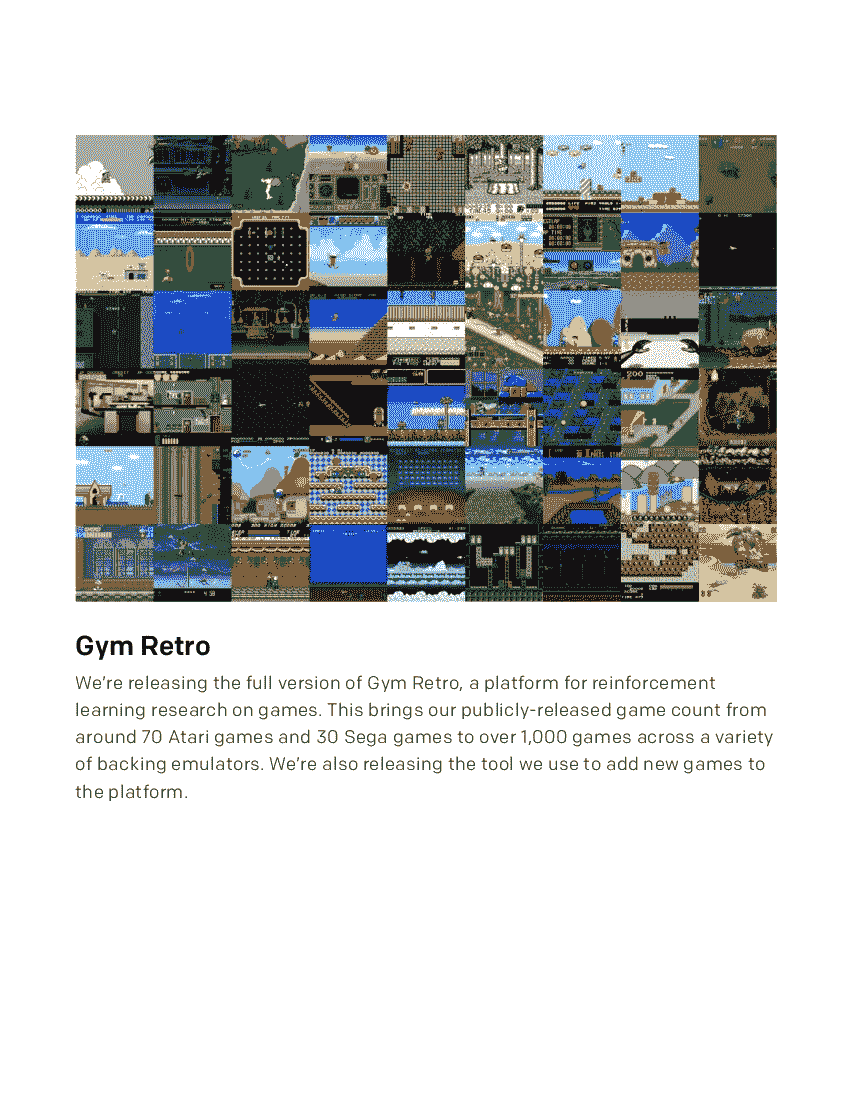 Gym Retro
We’re releasing the full version of Gym Retro, a platform for reinforcement
learning research on games. This brings our publicly-released game count from
around 70 Atari games and 30 Sega games to over 1,000 games across a variety
of backing emulators. We’re also releasing the tool we use to add new games to
the platform.